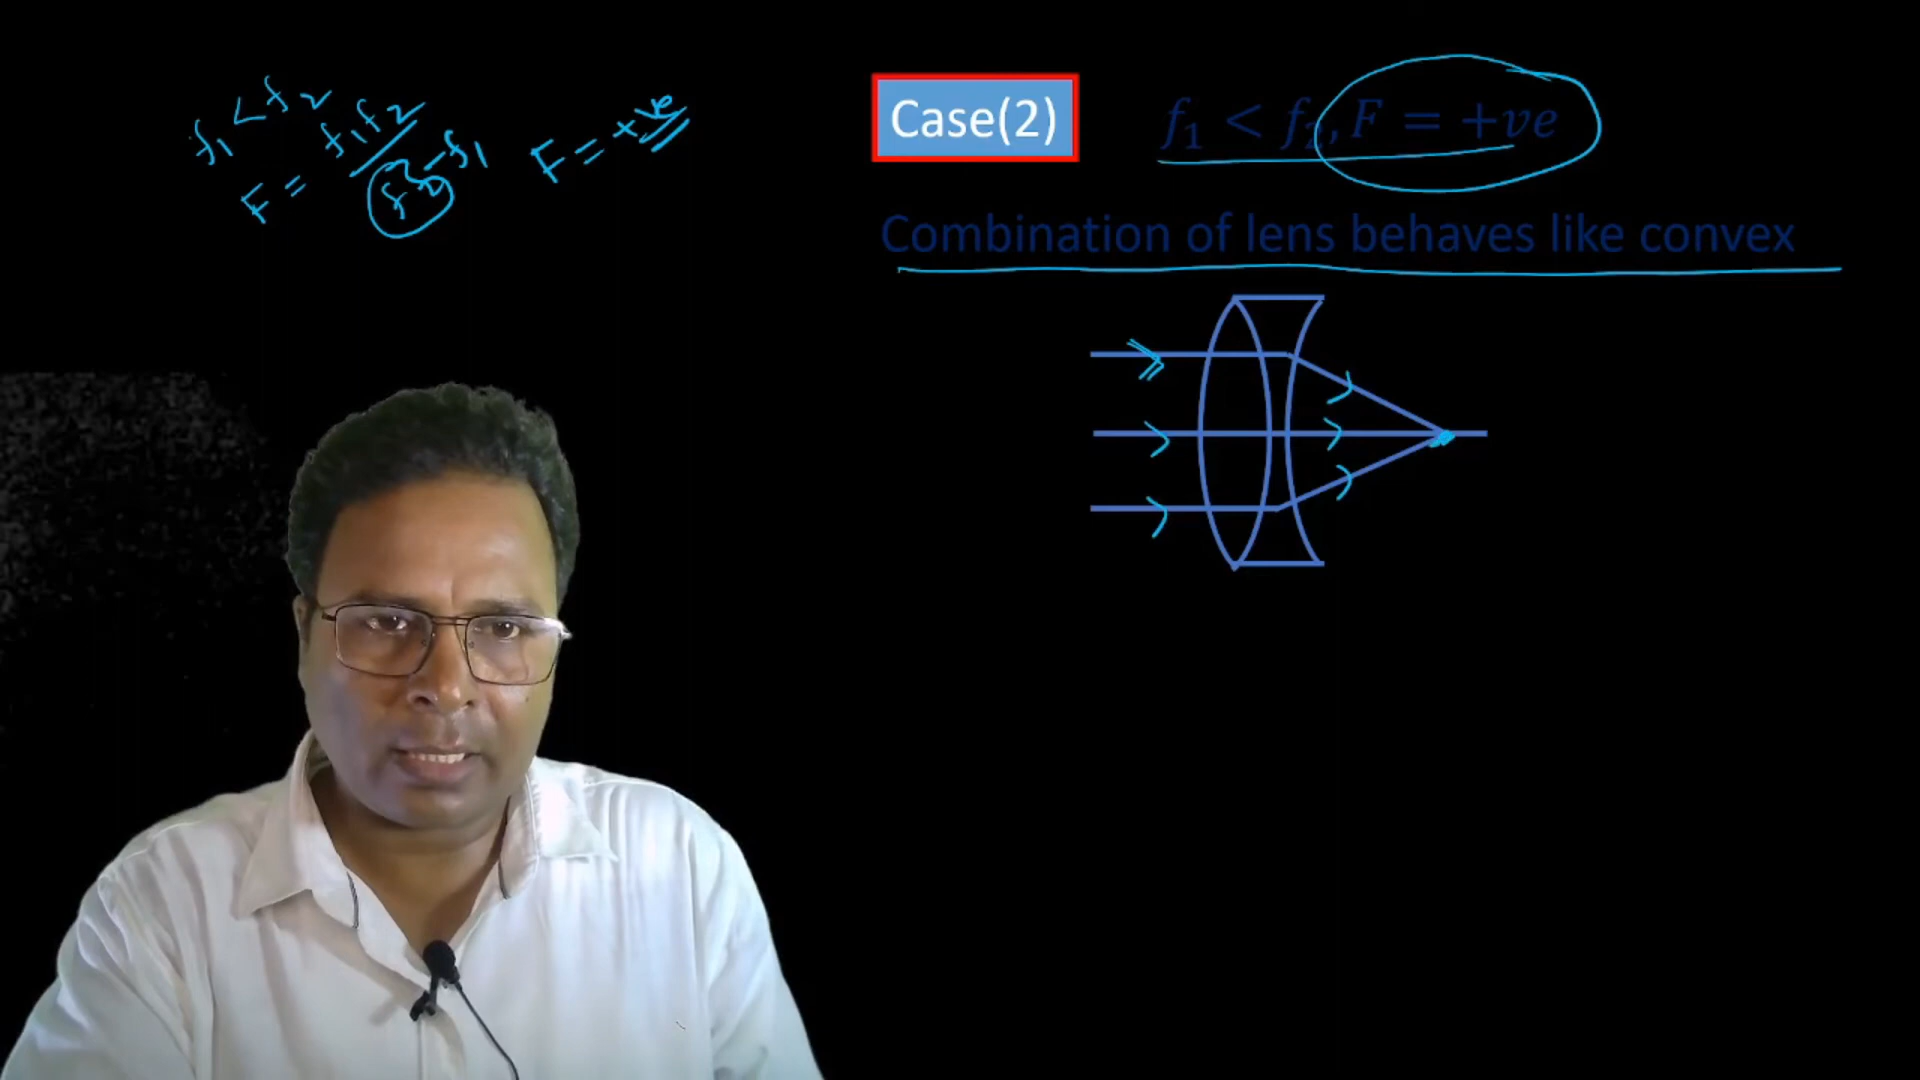 f₁ < f₂
F = f₁f₂ / f₂ - f₁
F = +ve
Case(2)
f₁ < f₂, F = +ve
Combination of lens behaves like convex